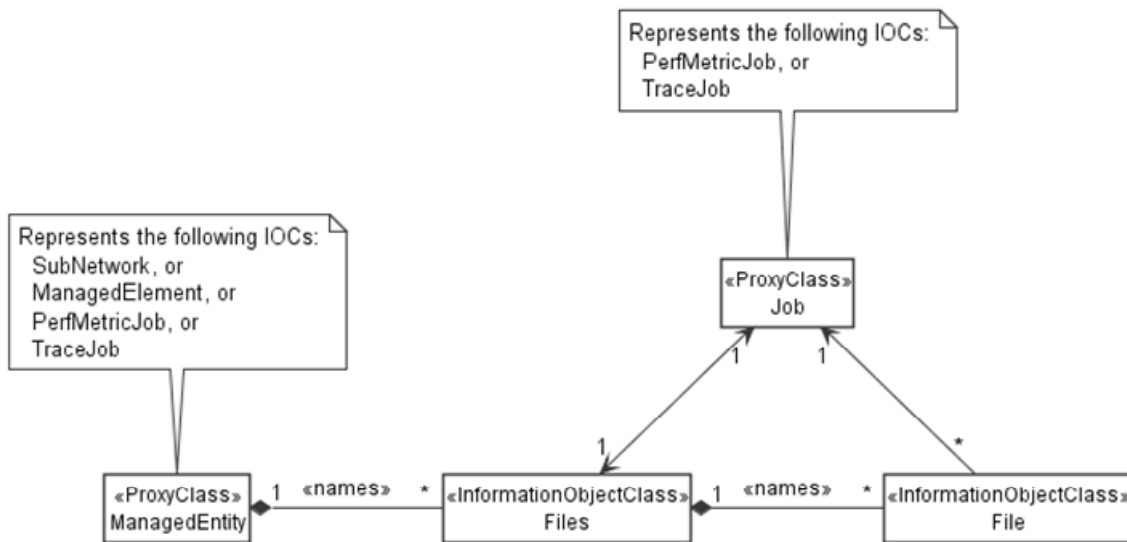 Represents the following IOCs:
PerfMetricJob, or
TraceJob
Represents the following IOCs:
SubNetwork, or
ManagedElement, or
PerfMetricJob, or
TraceJob
«ProxyClass»
Job
1
1
1
*
«ProxyClass»
ManagedEntity
1
«names»
*
«InformationObjectClass»
Files
1
«names»
*
«InformationObjectClass»
File